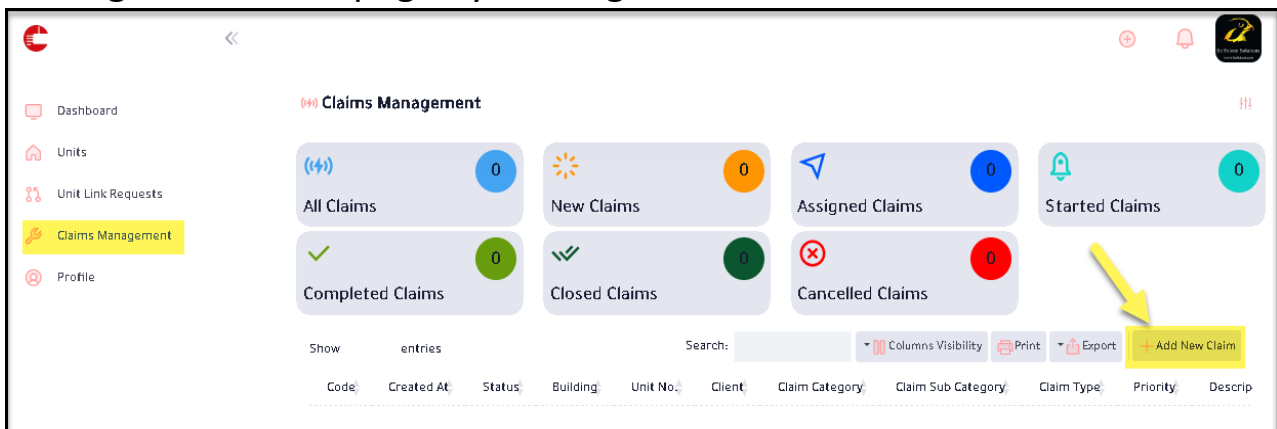 Dashboard
Units
Unit Link Requests
Claims Management
Profile
Claims Management
0
All Claims
0
New Claims
0
Assigned Claims
0
Started Claims
0
Completed Claims
0
Closed Claims
0
Cancelled Claims
Show entries Search: Columns Visibility Print Export Add New Claim
Code Created At Status Building Unit No. Client Claim Category Claim Sub Category Claim Type Priority Descrip